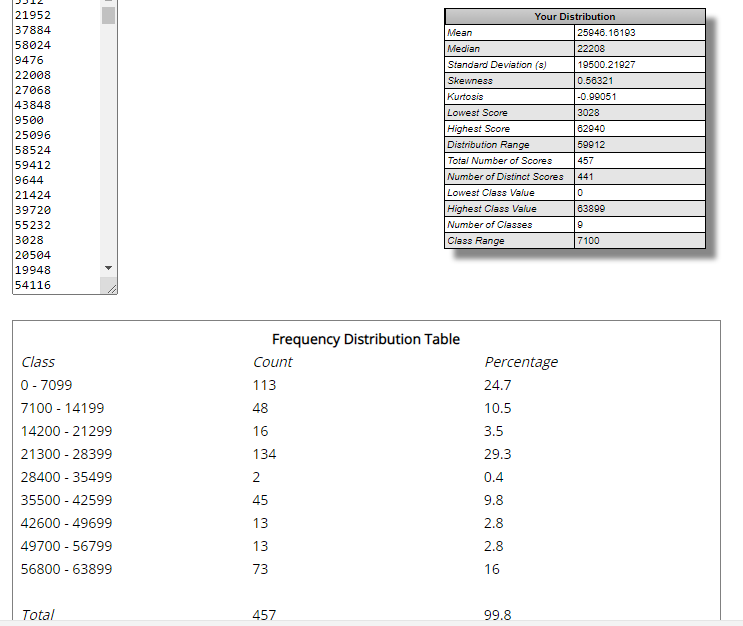 21952
37884
58024
9476
22008
27068
43848
9500
25096
58524
59412
9644
21424
39720
55232
3028
20504
19948
54116
Your Distribution
Mean 25946.16193
Median 22208
Standard Deviation (s) 19500.21927
Skewness 0.56321
Kurtosis -0.99051
Lowest Score 3028
Highest Score 62940
Distribution Range 59912
Total Number of Scores 457
Number of Distinct Scores 441
Lowest Class Value 0
Highest Class Value 63899
Number of Classes 9
Class Range 7100
Frequency Distribution Table
Class Count Percentage
0 - 7099 113 24.7
7100 - 14199 48 10.5
14200 - 21299 16 3.5
21300 - 28399 134 29.3
28400 - 35499 2 0.4
35500 - 42599 45 9.8
42600 - 49699 13 2.8
49700 - 56799 13 2.8
56800 - 63899 73 16
Total 457 99.8